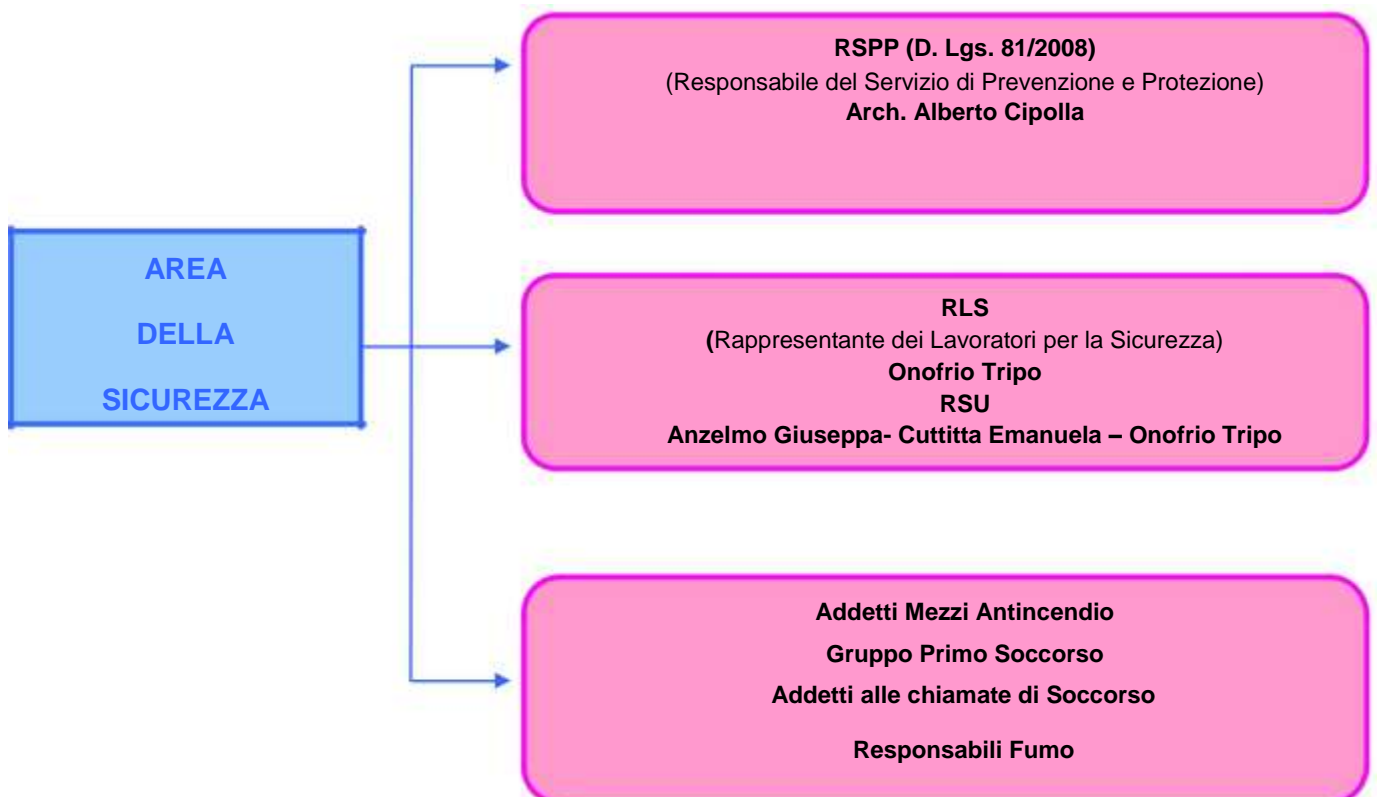 AREA
DELLA
SICUREZZA
RSPP (D. Lgs. 81/2008)
(Responsabile del Servizio di Prevenzione e Protezione)
Arch. Alberto Cipolla
RLS
(Rappresentante dei Lavoratori per la Sicurezza)
Onofrio Tripo
RSU
Anzelmo Giuseppa- Cuttitta Emanuela – Onofrio Tripo
Addetti Mezzi Antincendio
Gruppo Primo Soccorso
Addetti alle chiamate di Soccorso
Responsabili Fumo